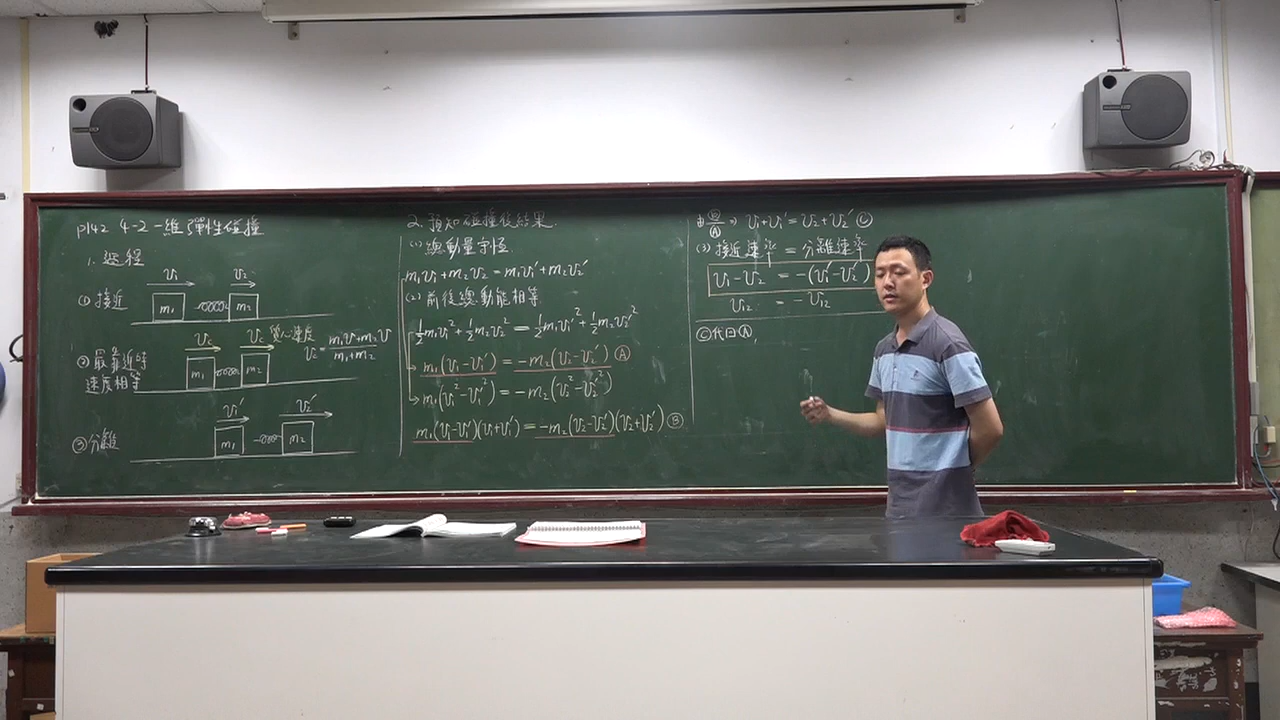 P142 4-2 一維彈性碰撞
1. 過程
v₁ v₂
(1) 接近 m₁ m₂
v_c v_c 質心速度
v_c = (m₁v₁+m₂v)/(m₁+m₂)
(2) 最靠近時
速度相等
m₁ m₂
v₁' v₂'
(3) 分離 m₁ m₂
2. 預知碰撞後結果.
(1) 總動量守恆
m₁v₁+m₂v₂ = m₁v₁'+m₂v₂'
(2) 前後總動能相等
½m₁v₁²+½m₂v₂² = ½m₁v₁'²+½m₂v₂'²
m₁(v₁-v₁') = -m₂(v₂-v₂') Ⓐ
m₁(v₁²-v₁'²) = -m₂(v₂²-v₂'²)
m₁(v₁-v₁')(v₁+v₁') = -m₂(v₂-v₂')(v₂+v₂') Ⓑ
由 Ⓑ/Ⓐ ⇒ v₁+v₁' = v₂+v₂' Ⓒ
(3) 接近速率 = 分離速率
v₁-v₂ = -(v₁'-v₂')
v₁₂ = -v₁₂'
Ⓒ代回Ⓐ,